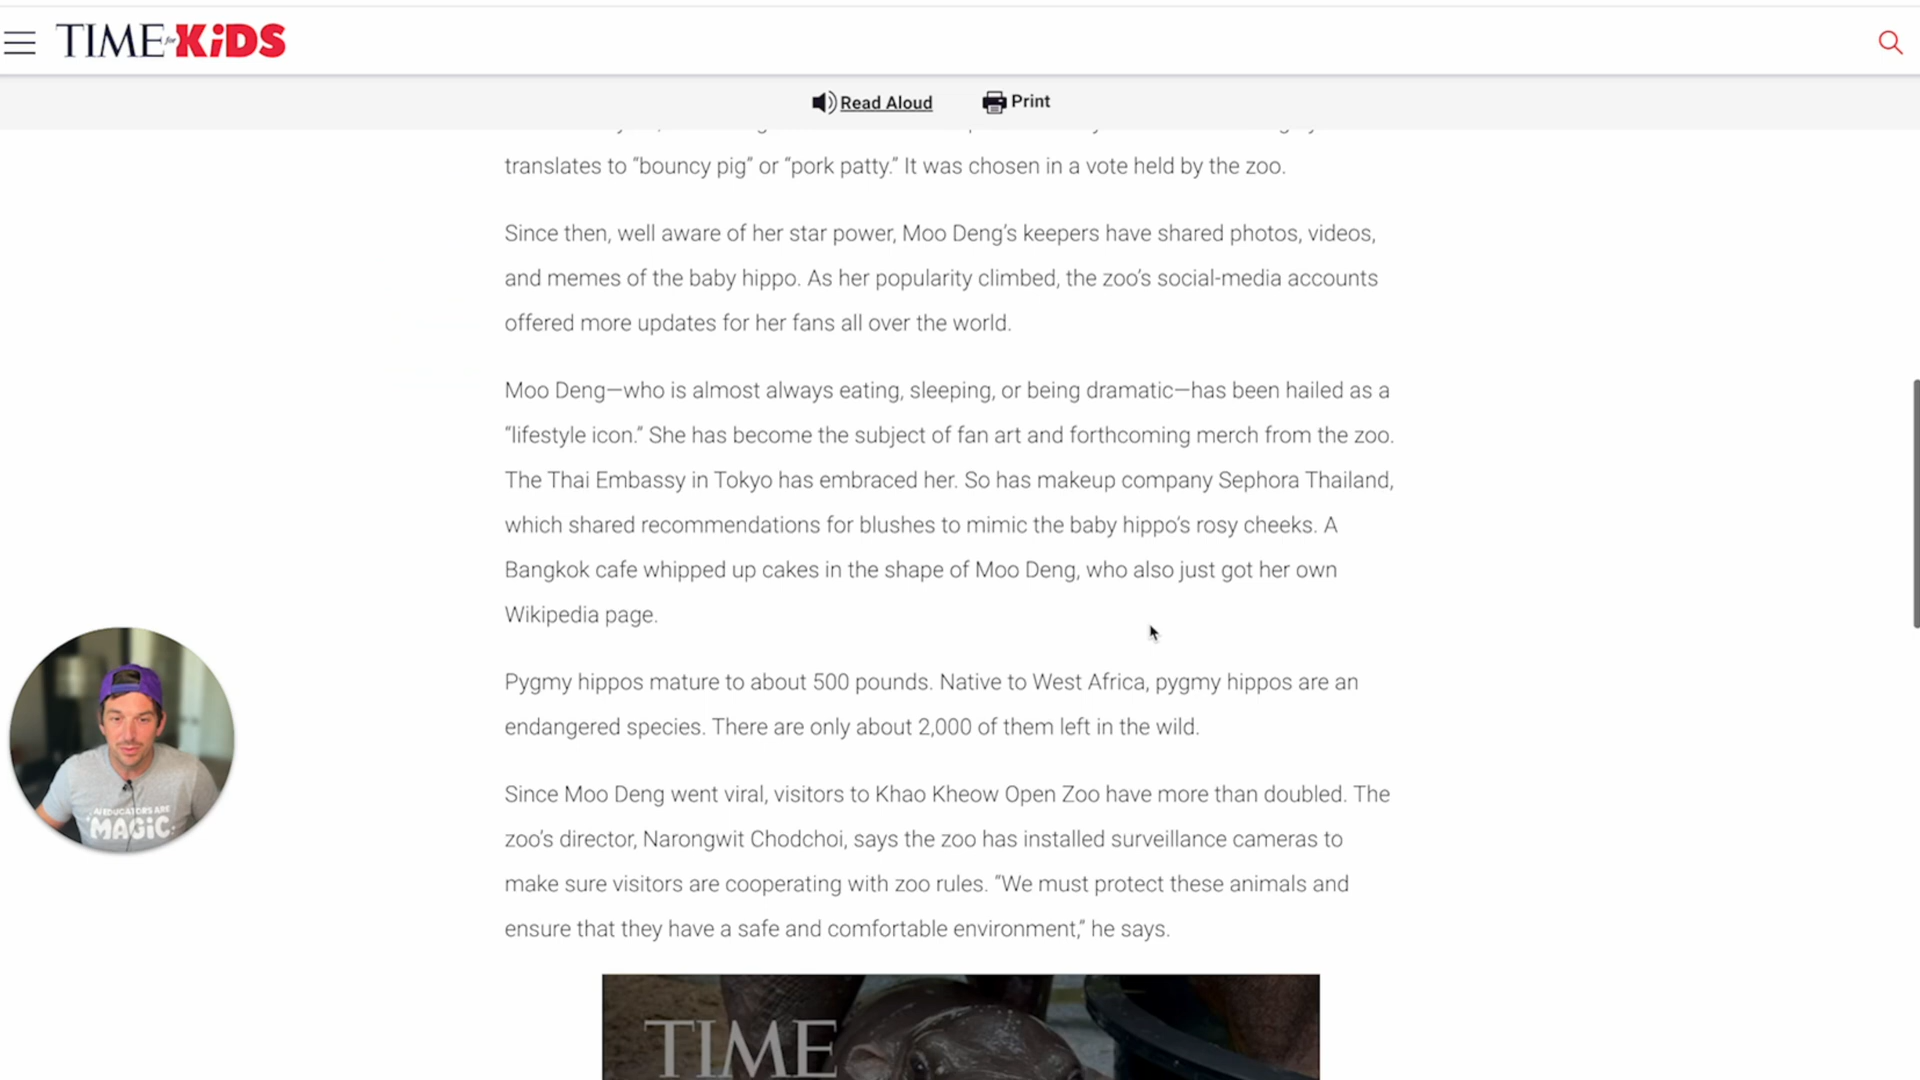 TIME for KiDS
Read Aloud
Print
translates to “bouncy pig” or “pork patty.” It was chosen in a vote held by the zoo.
Since then, well aware of her star power, Moo Deng’s keepers have shared photos, videos,
and memes of the baby hippo. As her popularity climbed, the zoo’s social-media accounts
offered more updates for her fans all over the world.
Moo Deng—who is almost always eating, sleeping, or being dramatic—has been hailed as a
“lifestyle icon.” She has become the subject of fan art and forthcoming merch from the zoo.
The Thai Embassy in Tokyo has embraced her. So has makeup company Sephora Thailand,
which shared recommendations for blushes to mimic the baby hippo’s rosy cheeks. A
Bangkok cafe whipped up cakes in the shape of Moo Deng, who also just got her own
Wikipedia page.
Pygmy hippos mature to about 500 pounds. Native to West Africa, pygmy hippos are an
endangered species. There are only about 2,000 of them left in the wild.
Since Moo Deng went viral, visitors to Khao Kheow Open Zoo have more than doubled. The
zoo’s director, Narongwit Chodchoi, says the zoo has installed surveillance cameras to
make sure visitors are cooperating with zoo rules. “We must protect these animals and
ensure that they have a safe and comfortable environment,” he says.
AI EDUCATORS ARE
MAGiC
TIME